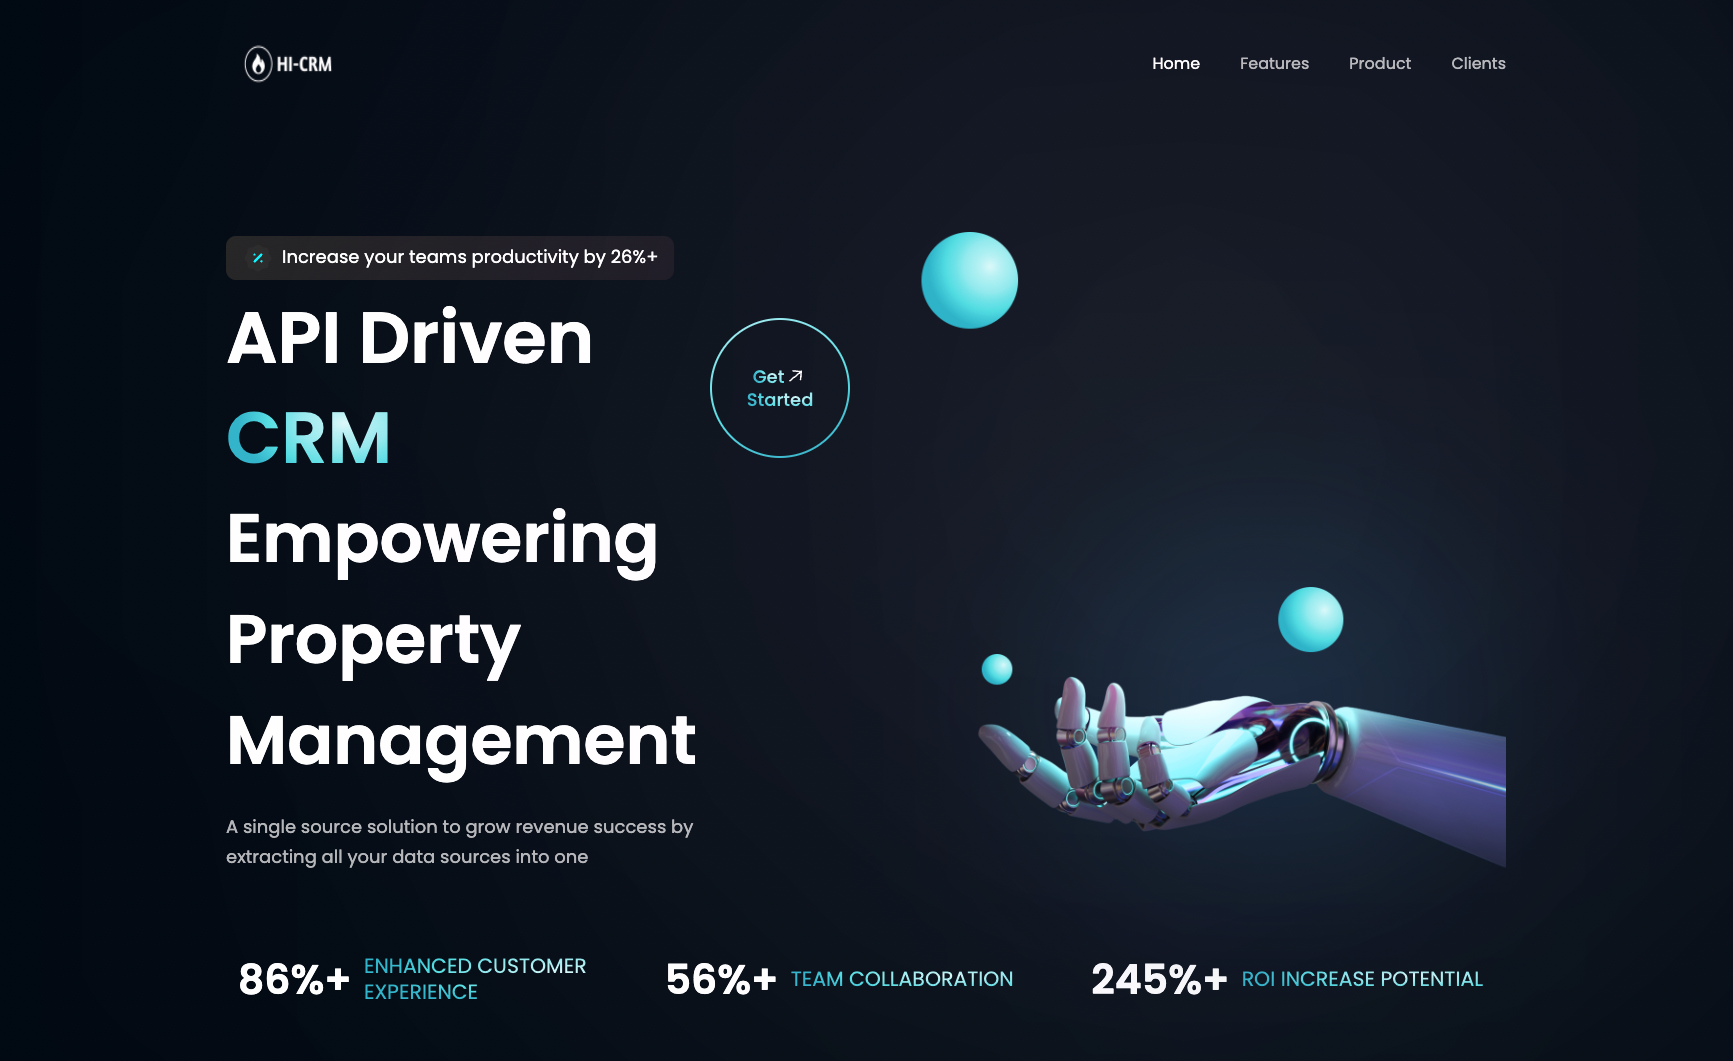 HI-CRM
Home
Features
Product
Clients
Increase your teams productivity by 26%+
API Driven
CRM
Empowering
Property
Management
Get
Started
A single source solution to grow revenue success by
extracting all your data sources into one
86%+
ENHANCED CUSTOMER
EXPERIENCE
56%+
TEAM COLLABORATION
245%+
ROI INCREASE POTENTIAL